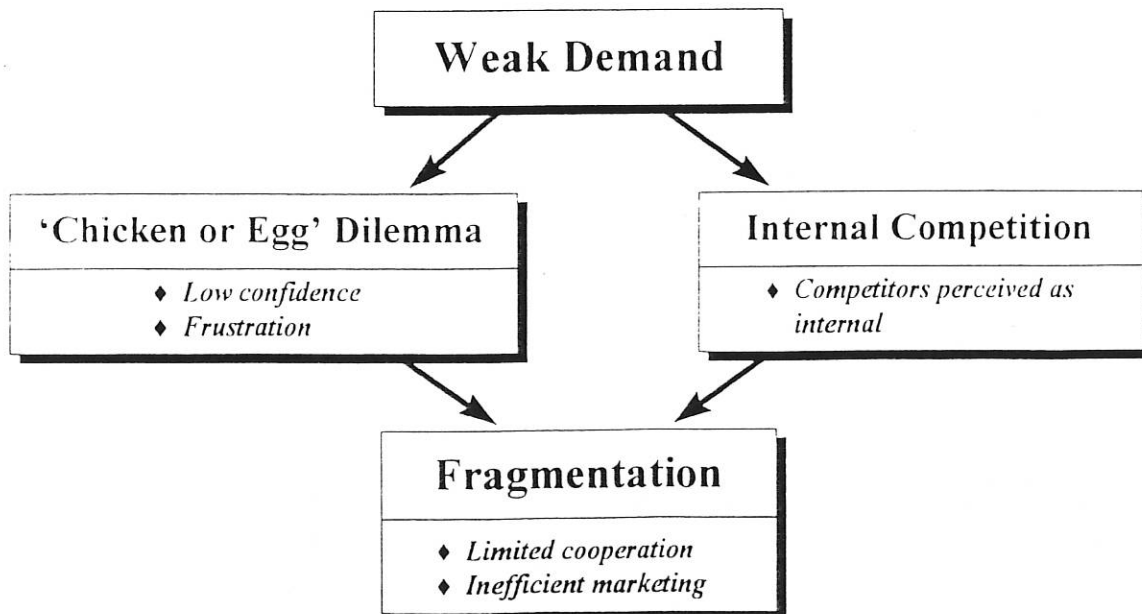 Weak Demand
‘Chicken or Egg’ Dilemma
♦ Low confidence
♦ Frustration
Internal Competition
♦ Competitors perceived as
internal
Fragmentation
♦ Limited cooperation
♦ Inefficient marketing